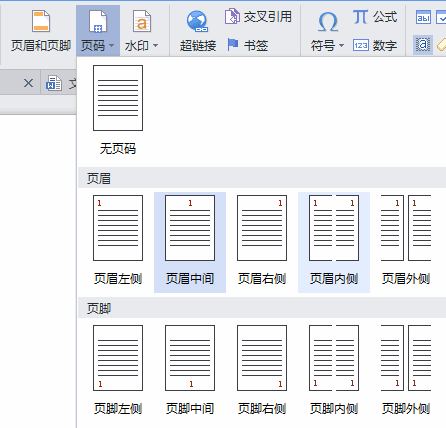 页眉和页脚 页码 水印 超链接 交叉引用 书签 符号 π 公式 123 数字
无页码
页眉
1 1 1 1 1 1 1
页眉左侧 页眉中间 页眉右侧 页眉内侧 页眉外侧
页脚
1 1 1 1 1 1 1
页脚左侧 页脚中间 页脚右侧 页脚内侧 页脚外侧